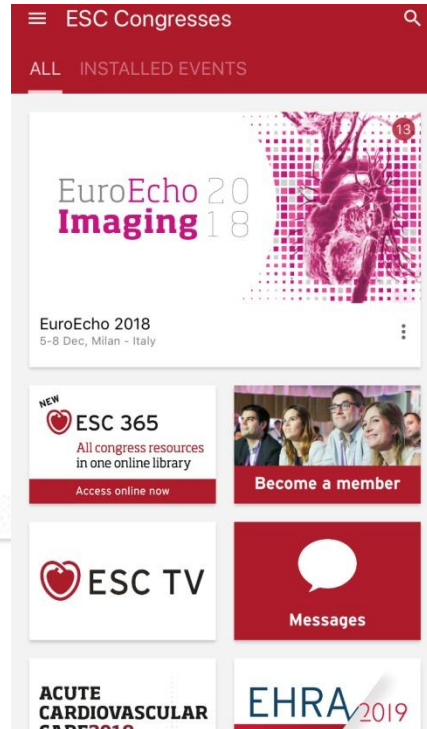 ESC Congresses
ALL INSTALLED EVENTS
13
EuroEcho 20
Imaging 18
EuroEcho 2018
5-8 Dec, Milan - Italy
NEW
ESC 365
All congress resources
in one online library
Access online now
Become a member
ESC TV
Messages
ACUTE
CARDIOVASCULAR
EHRA 2019